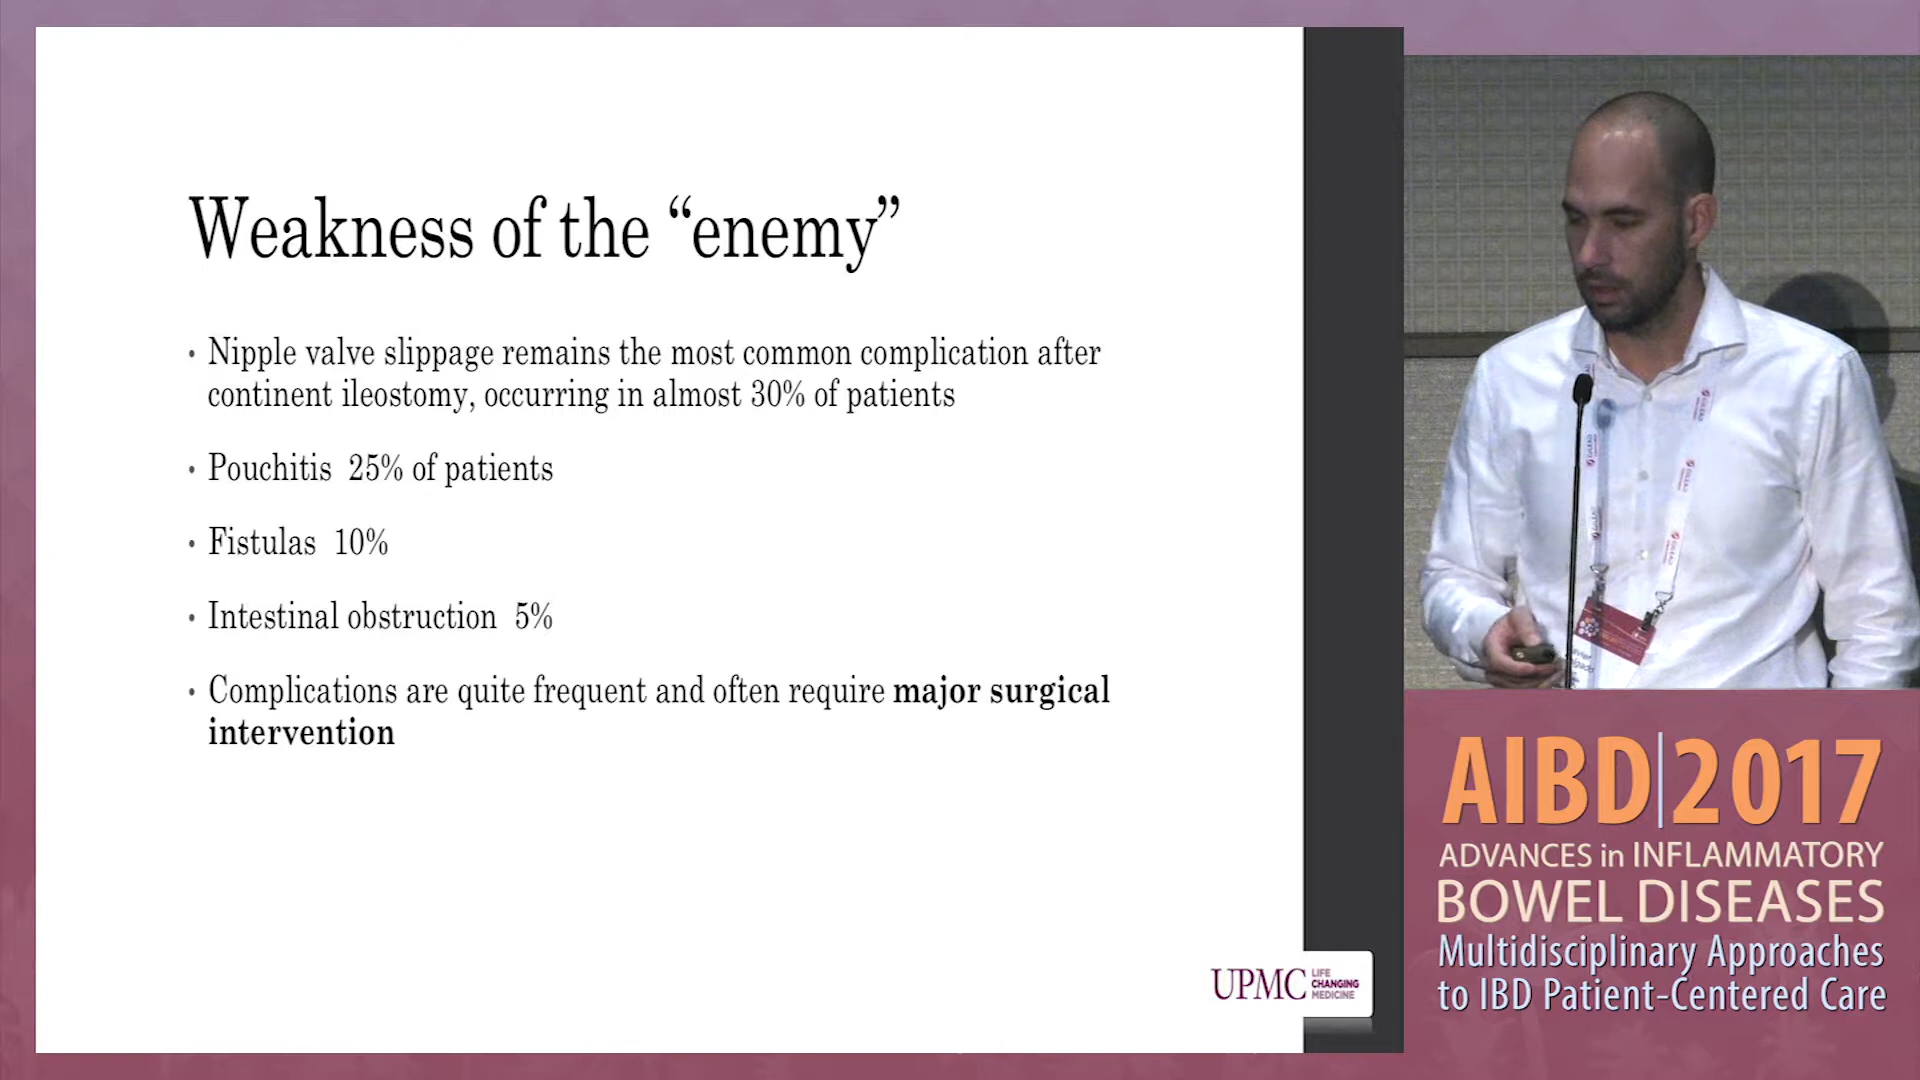 Weakness of the “enemy”
• Nipple valve slippage remains the most common complication after
continent ileostomy, occurring in almost 30% of patients
• Pouchitis  25% of patients
• Fistulas  10%
• Intestinal obstruction  5%
• Complications are quite frequent and often require major surgical
intervention
UPMC LIFE
CHANGING
MEDICINE
AIBD|2017
ADVANCES in INFLAMMATORY
BOWEL DISEASES
Multidisciplinary Approaches
to IBD Patient-Centered Care